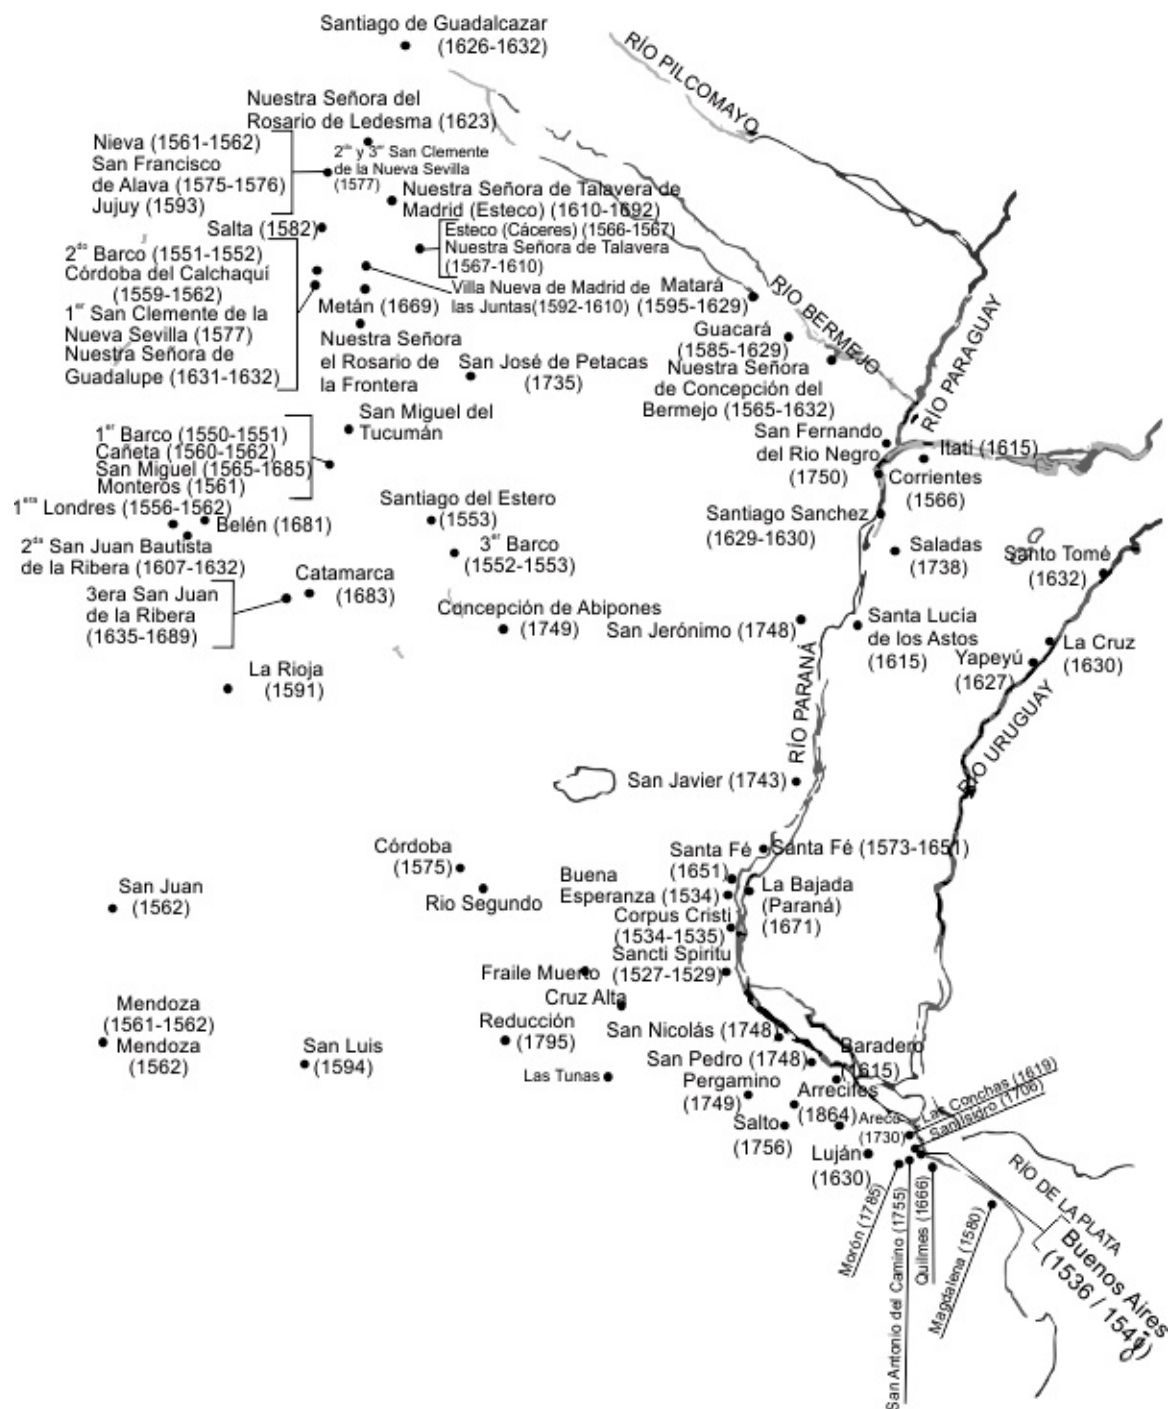 Santiago de Guadalcazar
(1626-1632)
RÍO PILCOMAYO
Nuestra Señora del
Rosario de Ledesma (1623)
Nieva (1561-1562)
San Francisco
de Alava (1575-1576)
Jujuy (1593)
2do y 3er San Clemente
de la Nueva Sevilla
(1577)
Nuestra Señora de Talavera de
Madrid (Esteco) (1610-1692)
Salta (1582)
Esteco (Cáceres) (1566-1567)
Nuestra Señora de Talavera
(1567-1610)
2do Barco (1551-1552)
Córdoba del Calchaquí
(1559-1562)
1er San Clemente de la
Nueva Sevilla (1577)
Nuestra Señora de
Guadalupe (1631-1632)
Villa Nueva de Madrid de
las Juntas(1592-1610)
Metán (1669)
Matará
(1595-1629)
RIO BERMEJO
RÍO PARAGUAY
Nuestra Señora
el Rosario de
la Frontera
Guacará
(1585-1629)
San José de Petacas
(1735)
Nuestra Señora
de Concepción del
Bermejo (1565-1632)
San Miguel del
Tucumán
1er Barco (1550-1551)
Cañeta (1560-1562)
San Miguel (1565-1685)
Monteros (1561)
San Fernando
del Rio Negro
(1750)
Itatí (1615)
Corrientes
(1566)
1era Londres (1556-1562)
Belén (1681)
2da San Juan Bautista
de la Ribera (1607-1632)
Santiago del Estero
(1553)
3er Barco
(1552-1553)
Santiago Sanchez
(1629-1630)
Saladas
(1738)
Santo Tomé
(1632)
3era San Juan
de la Ribera
(1635-1689)
Catamarca
(1683)
Concepción de Abipones
(1749)
San Jerónimo (1748)
Santa Lucía
de los Astos
(1615)
La Cruz
(1630)
Yapeyú
(1627)
La Rioja
(1591)
RÍO PARANÁ
RÍO URUGUAY
San Javier (1743)
Córdoba
(1575)
Rio Segundo
Santa Fé
(1651)
Santa Fé (1573-1651)
Buena
Esperanza (1534)
La Bajada
(Paraná)
(1671)
San Juan
(1562)
Corpus Cristi
(1534-1535)
Sancti Spiritu
(1527-1529)
Fraile Muerto
Cruz Alta
Mendoza
(1561-1562)
Mendoza
(1562)
San Luis
(1594)
Reducción
(1795)
Las Tunas
San Nicolás (1748)
San Pedro (1748)
Baradero
(1615)
Pergamino
(1749)
Arrecifes
(1864)
Salto
(1756)
Areco
(1730)
Las Conchas (1619)
San Isidro (1706)
Luján
(1630)
Morón (1785)
San Antonio del Camino (1755)
Quilmes (1666)
Magdalena (1580)
RÍO DE LA PLATA
Buenos Aires
(1536 /